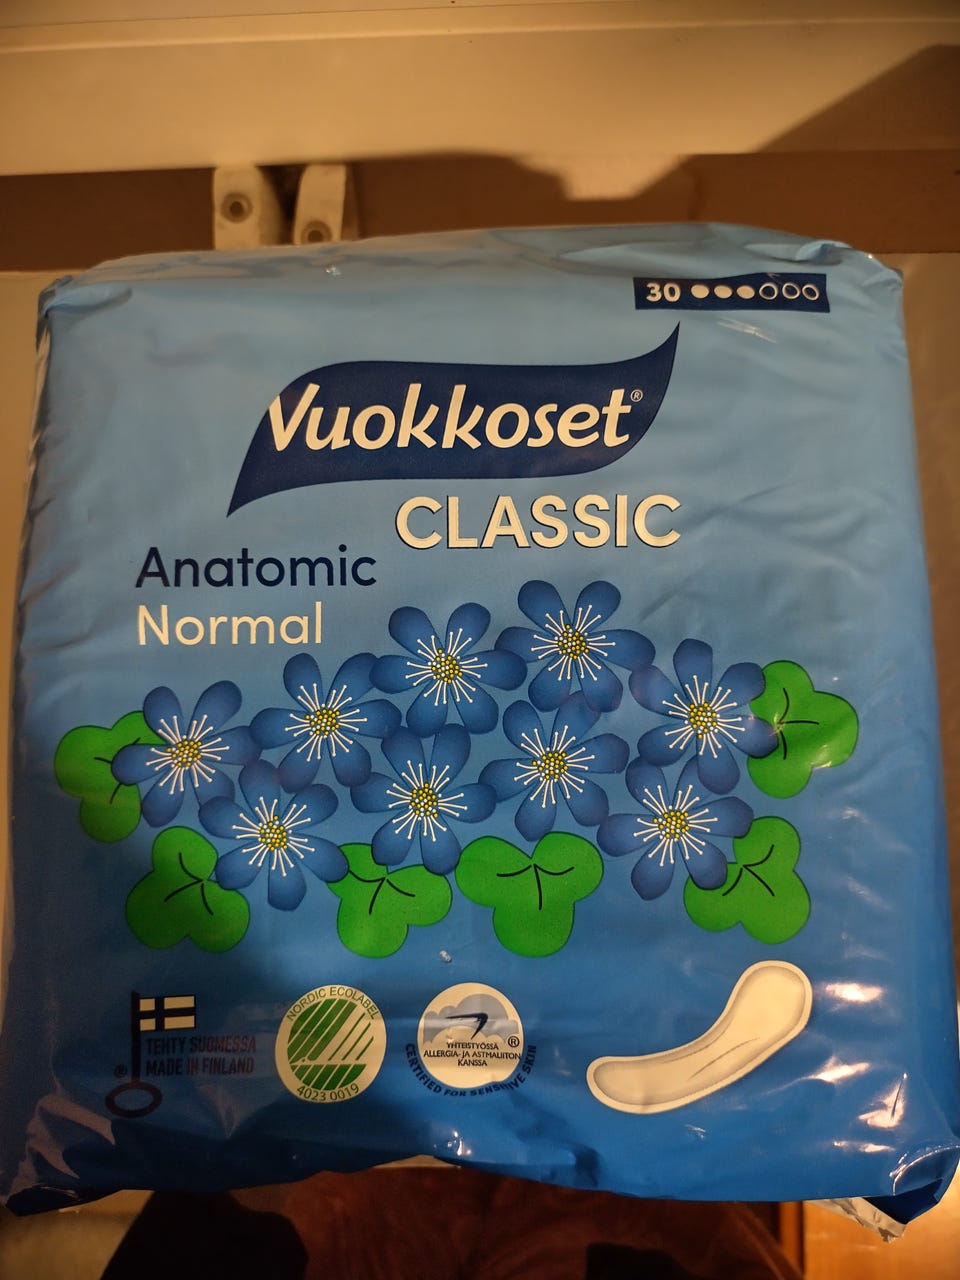 30
Vuokkoset®
CLASSIC
Anatomic
Normal
TEHTY SUOMESSA
MADE IN FINLAND
®
NORDIC ECOLABEL
4023 0019
YHTEISTYÖSSÄ
ALLERGIA- JA ASTMALIITON
KANSSA
®
CERTIFIED FOR SENSITIVE SKIN